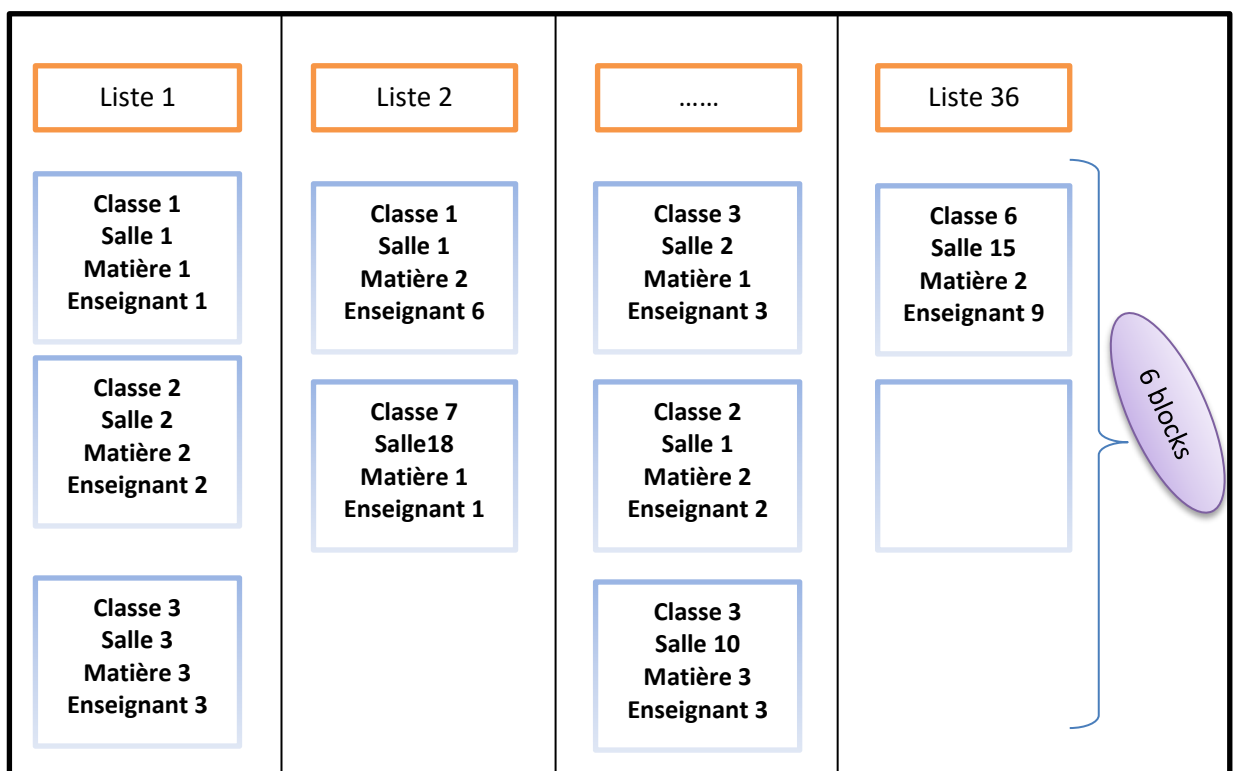 Liste 1
Liste 2
......
Liste 36
Classe 1
Salle 1
Matière 1
Enseignant 1
Classe 2
Salle 2
Matière 2
Enseignant 2
Classe 3
Salle 3
Matière 3
Enseignant 3
Classe 1
Salle 1
Matière 2
Enseignant 6
Classe 7
Salle18
Matière 1
Enseignant 1
Classe 3
Salle 2
Matière 1
Enseignant 3
Classe 2
Salle 1
Matière 2
Enseignant 2
Classe 3
Salle 10
Matière 3
Enseignant 3
Classe 6
Salle 15
Matière 2
Enseignant 9
6 blocks